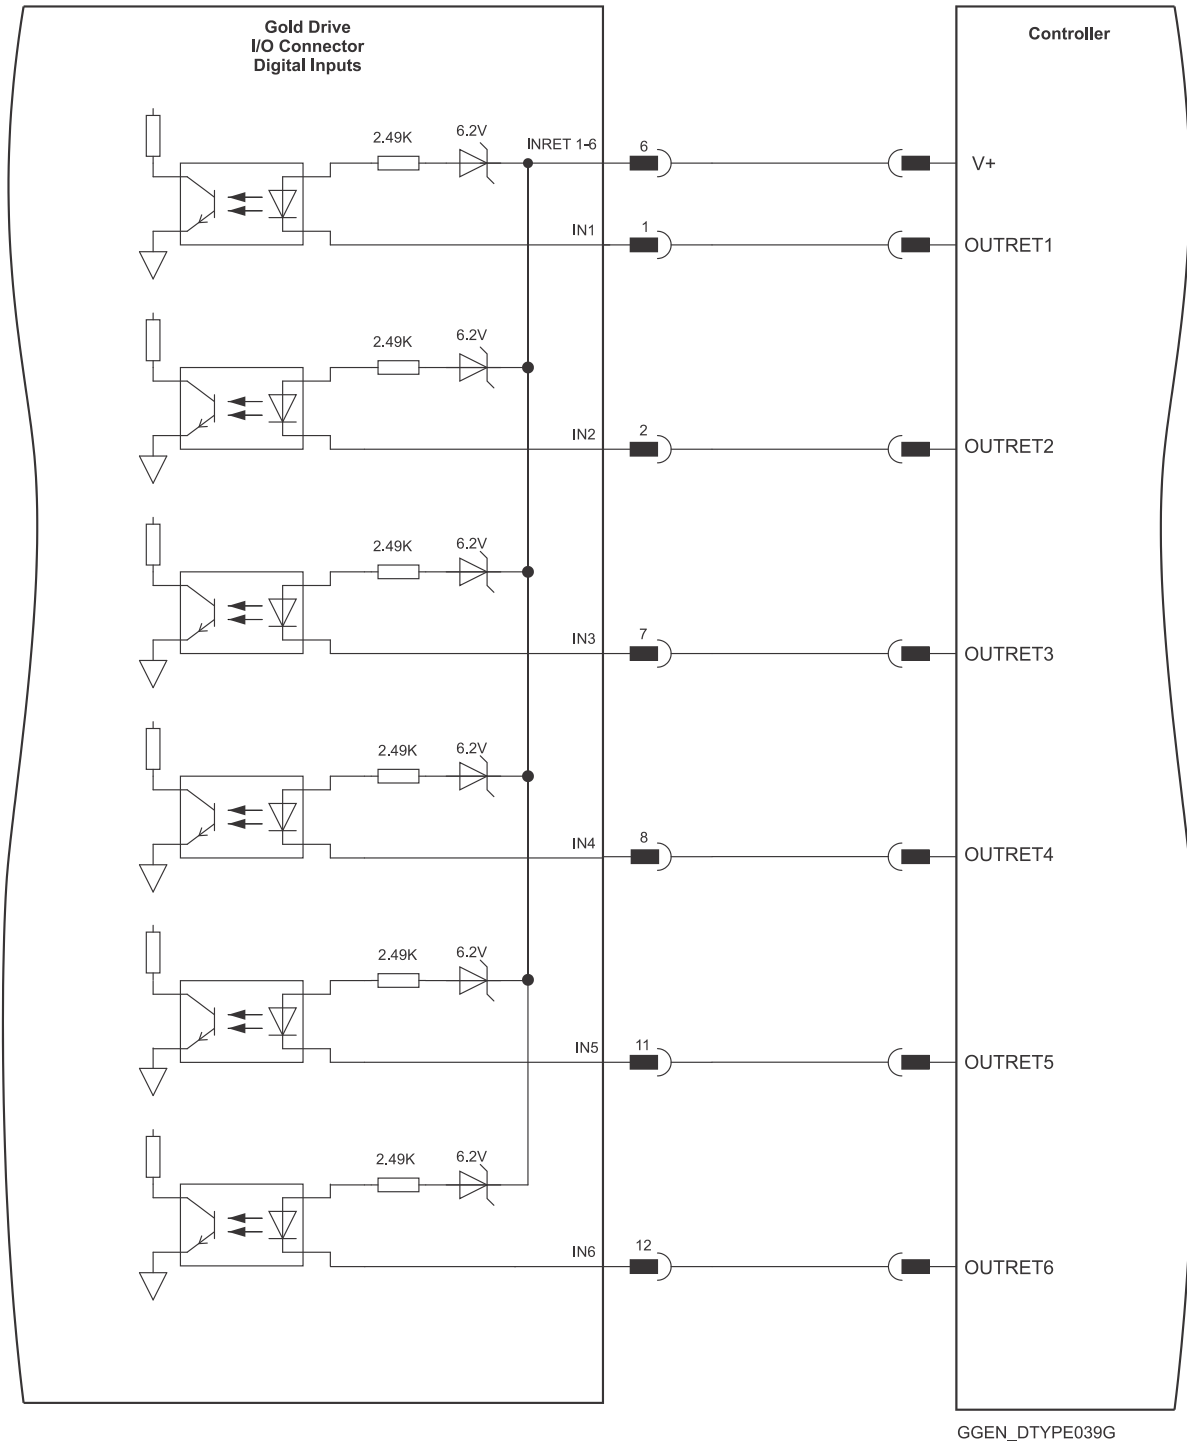 Gold Drive
I/O Connector
Digital Inputs
Controller
2.49K
6.2V
INRET 1-6
6
V+
IN1
1
OUTRET1
2.49K
6.2V
IN2
2
OUTRET2
2.49K
6.2V
IN3
7
OUTRET3
2.49K
6.2V
IN4
8
OUTRET4
2.49K
6.2V
IN5
11
OUTRET5
2.49K
6.2V
IN6
12
OUTRET6
GGEN_DTYPE039G